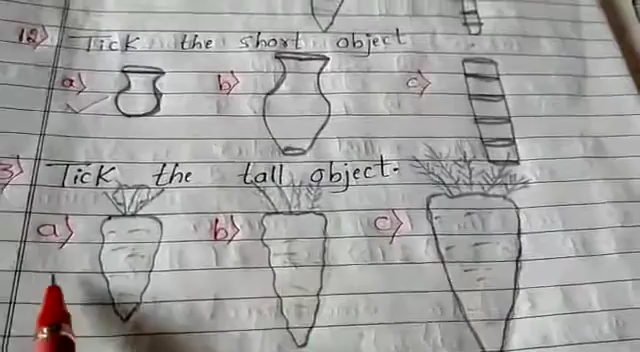 12) Tick the short object
a) b) c)
3) Tick the tall object.
a) b) c)